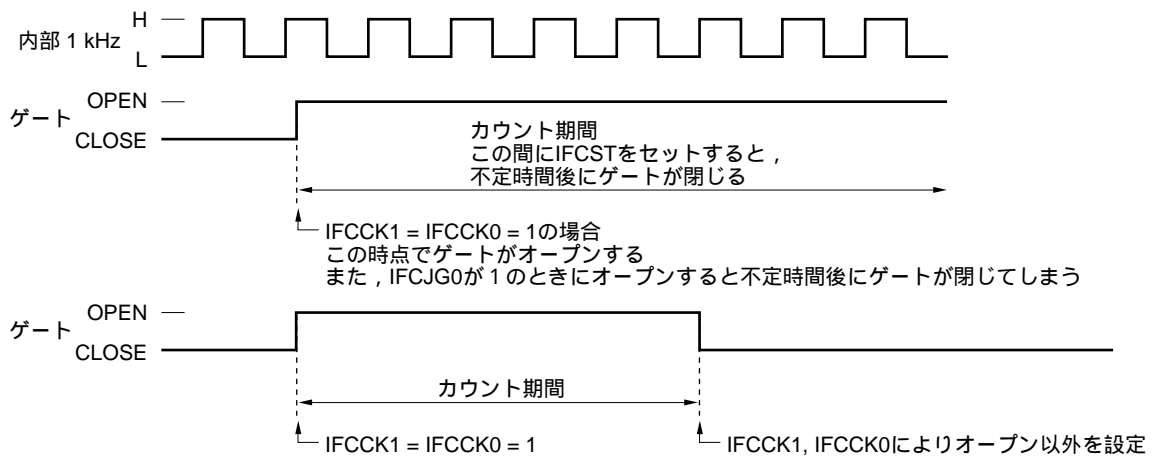 H
内部 1 kHz
L
OPEN
ゲート
CLOSE
カウント期間
この間にIFCSTをセットすると，
不定時間後にゲートが閉じる
IFCCK1 = IFCCK0 = 1の場合
この時点でゲートがオープンする
また，IFCJG0が１のときにオープンすると不定時間後にゲートが閉じてしまう
OPEN
ゲート
CLOSE
カウント期間
IFCCK1 = IFCCK0 = 1
IFCCK1, IFCCK0によりオープン以外を設定